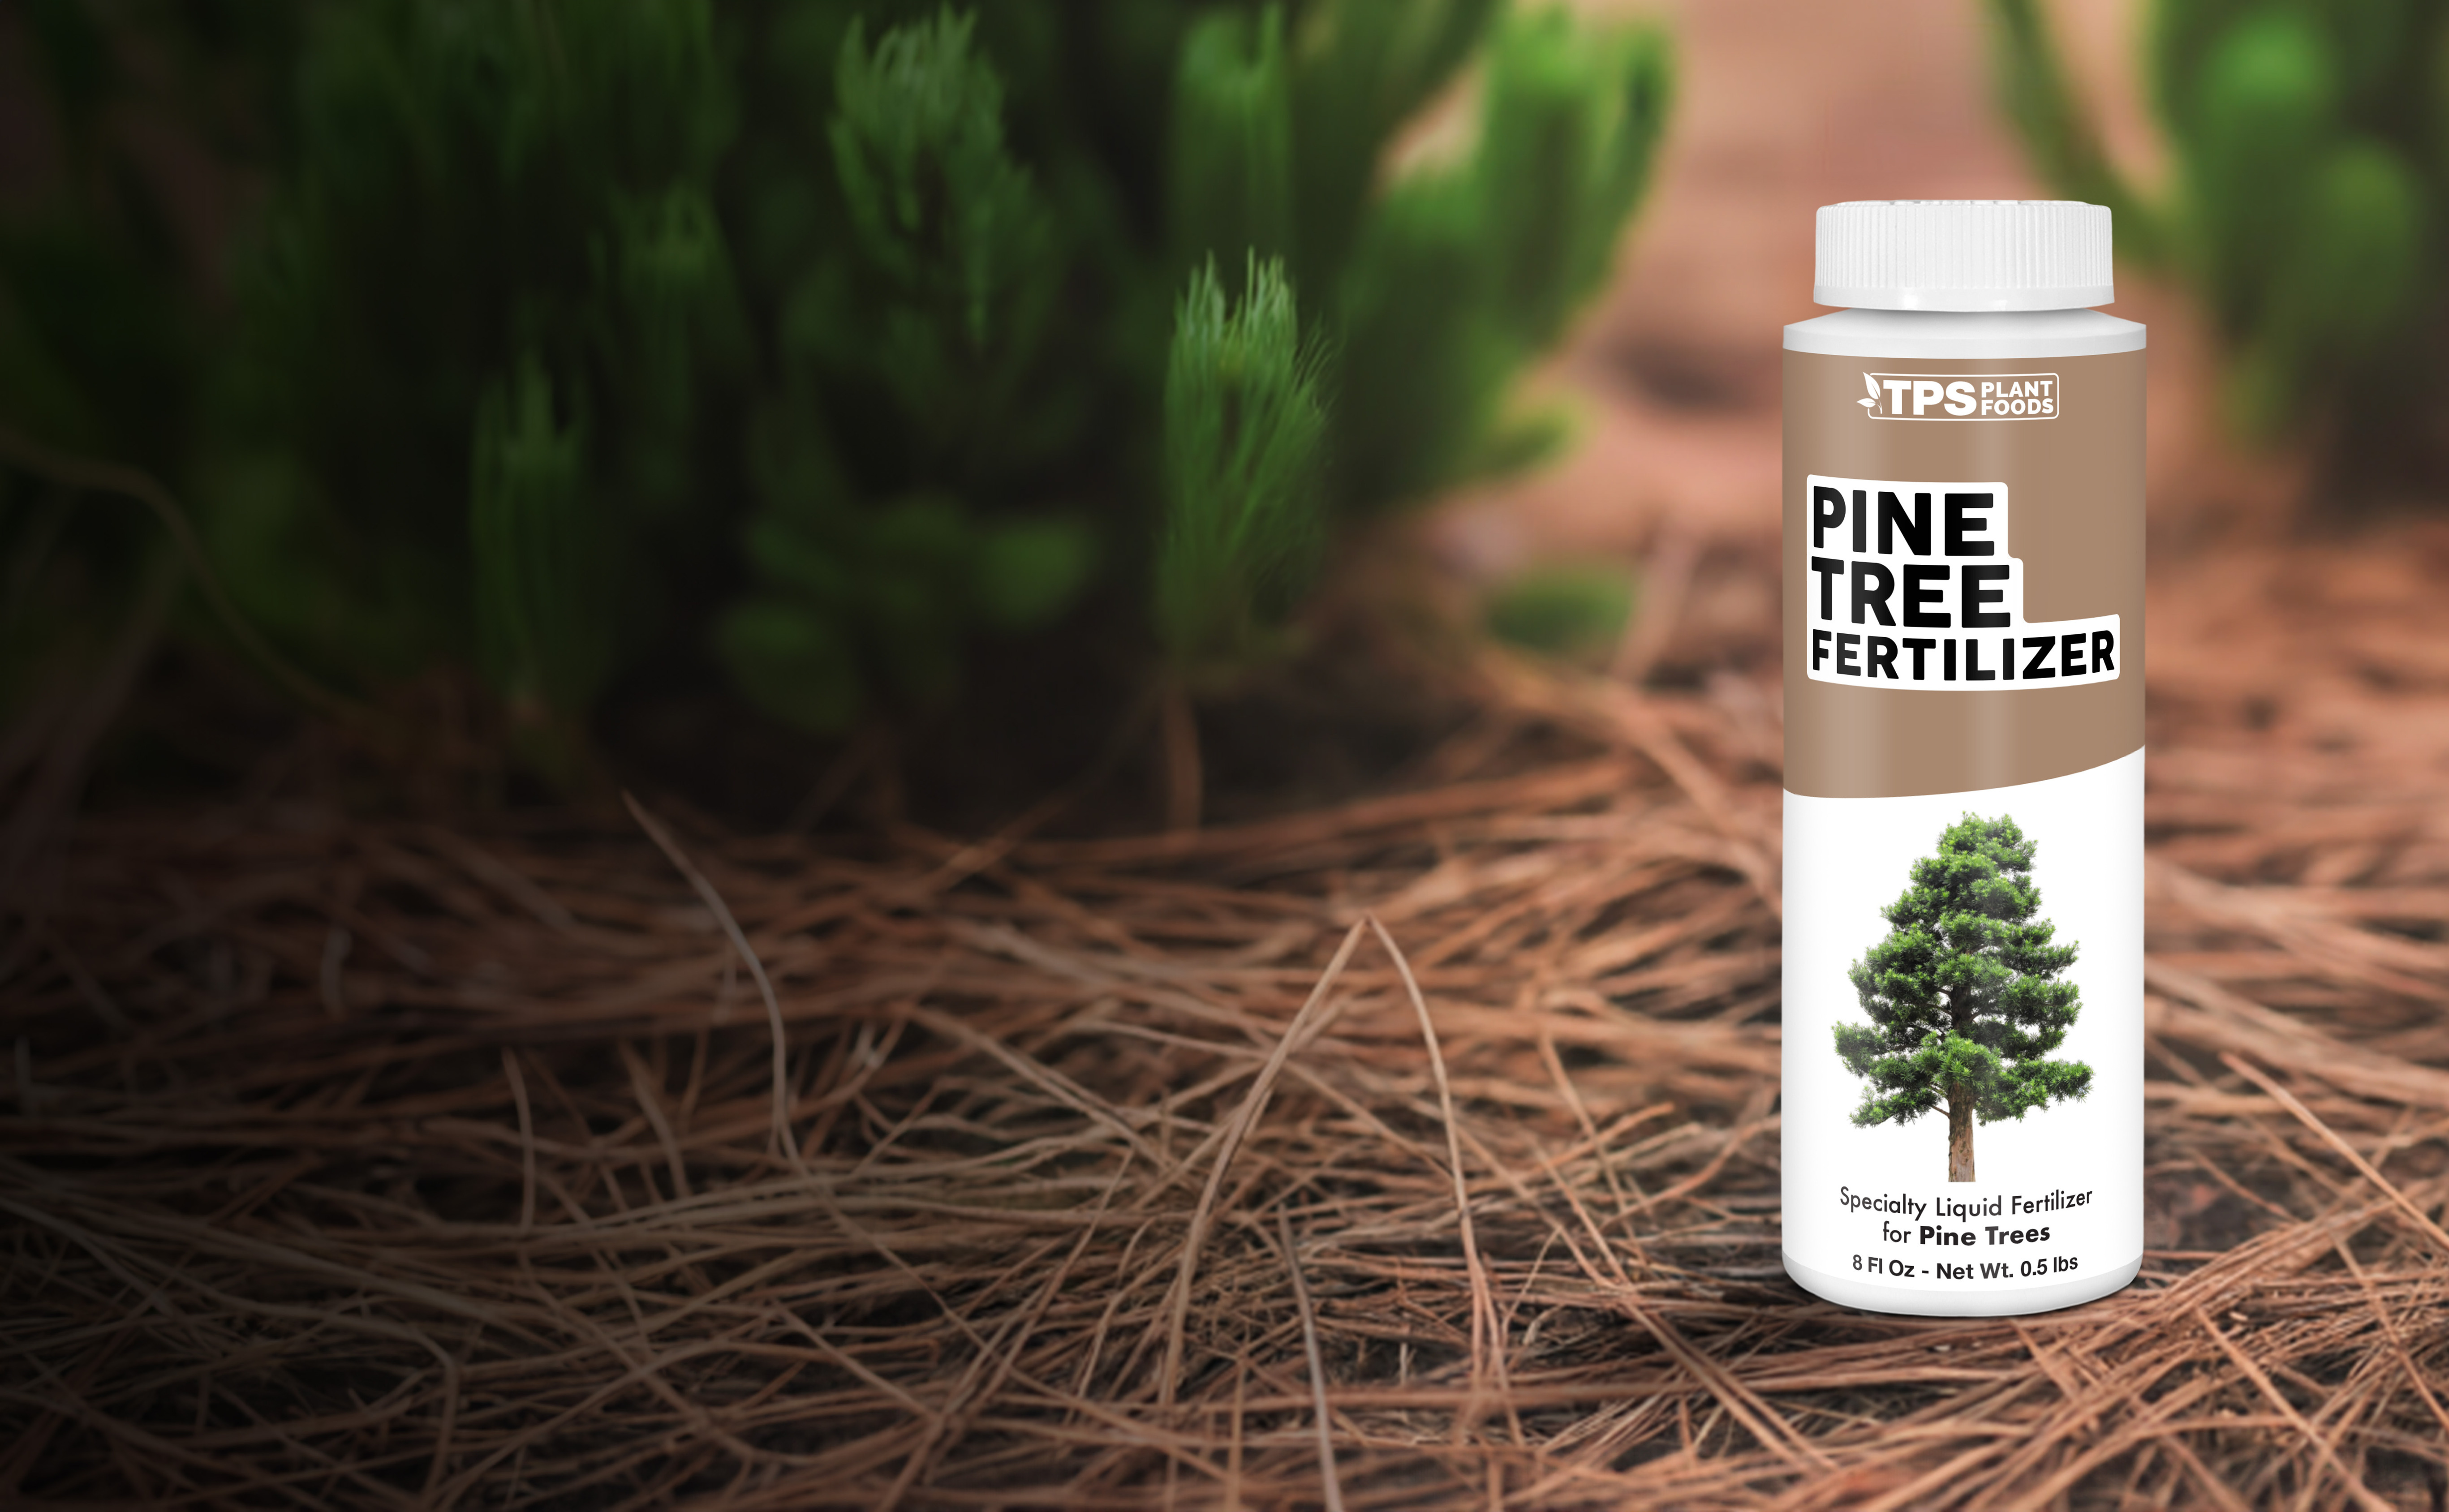 TPS PLANT FOODS
PINE
TREE
FERTILIZER
Specialty Liquid Fertilizer
for Pine Trees
8 Fl Oz - Net Wt. 0.5 lbs